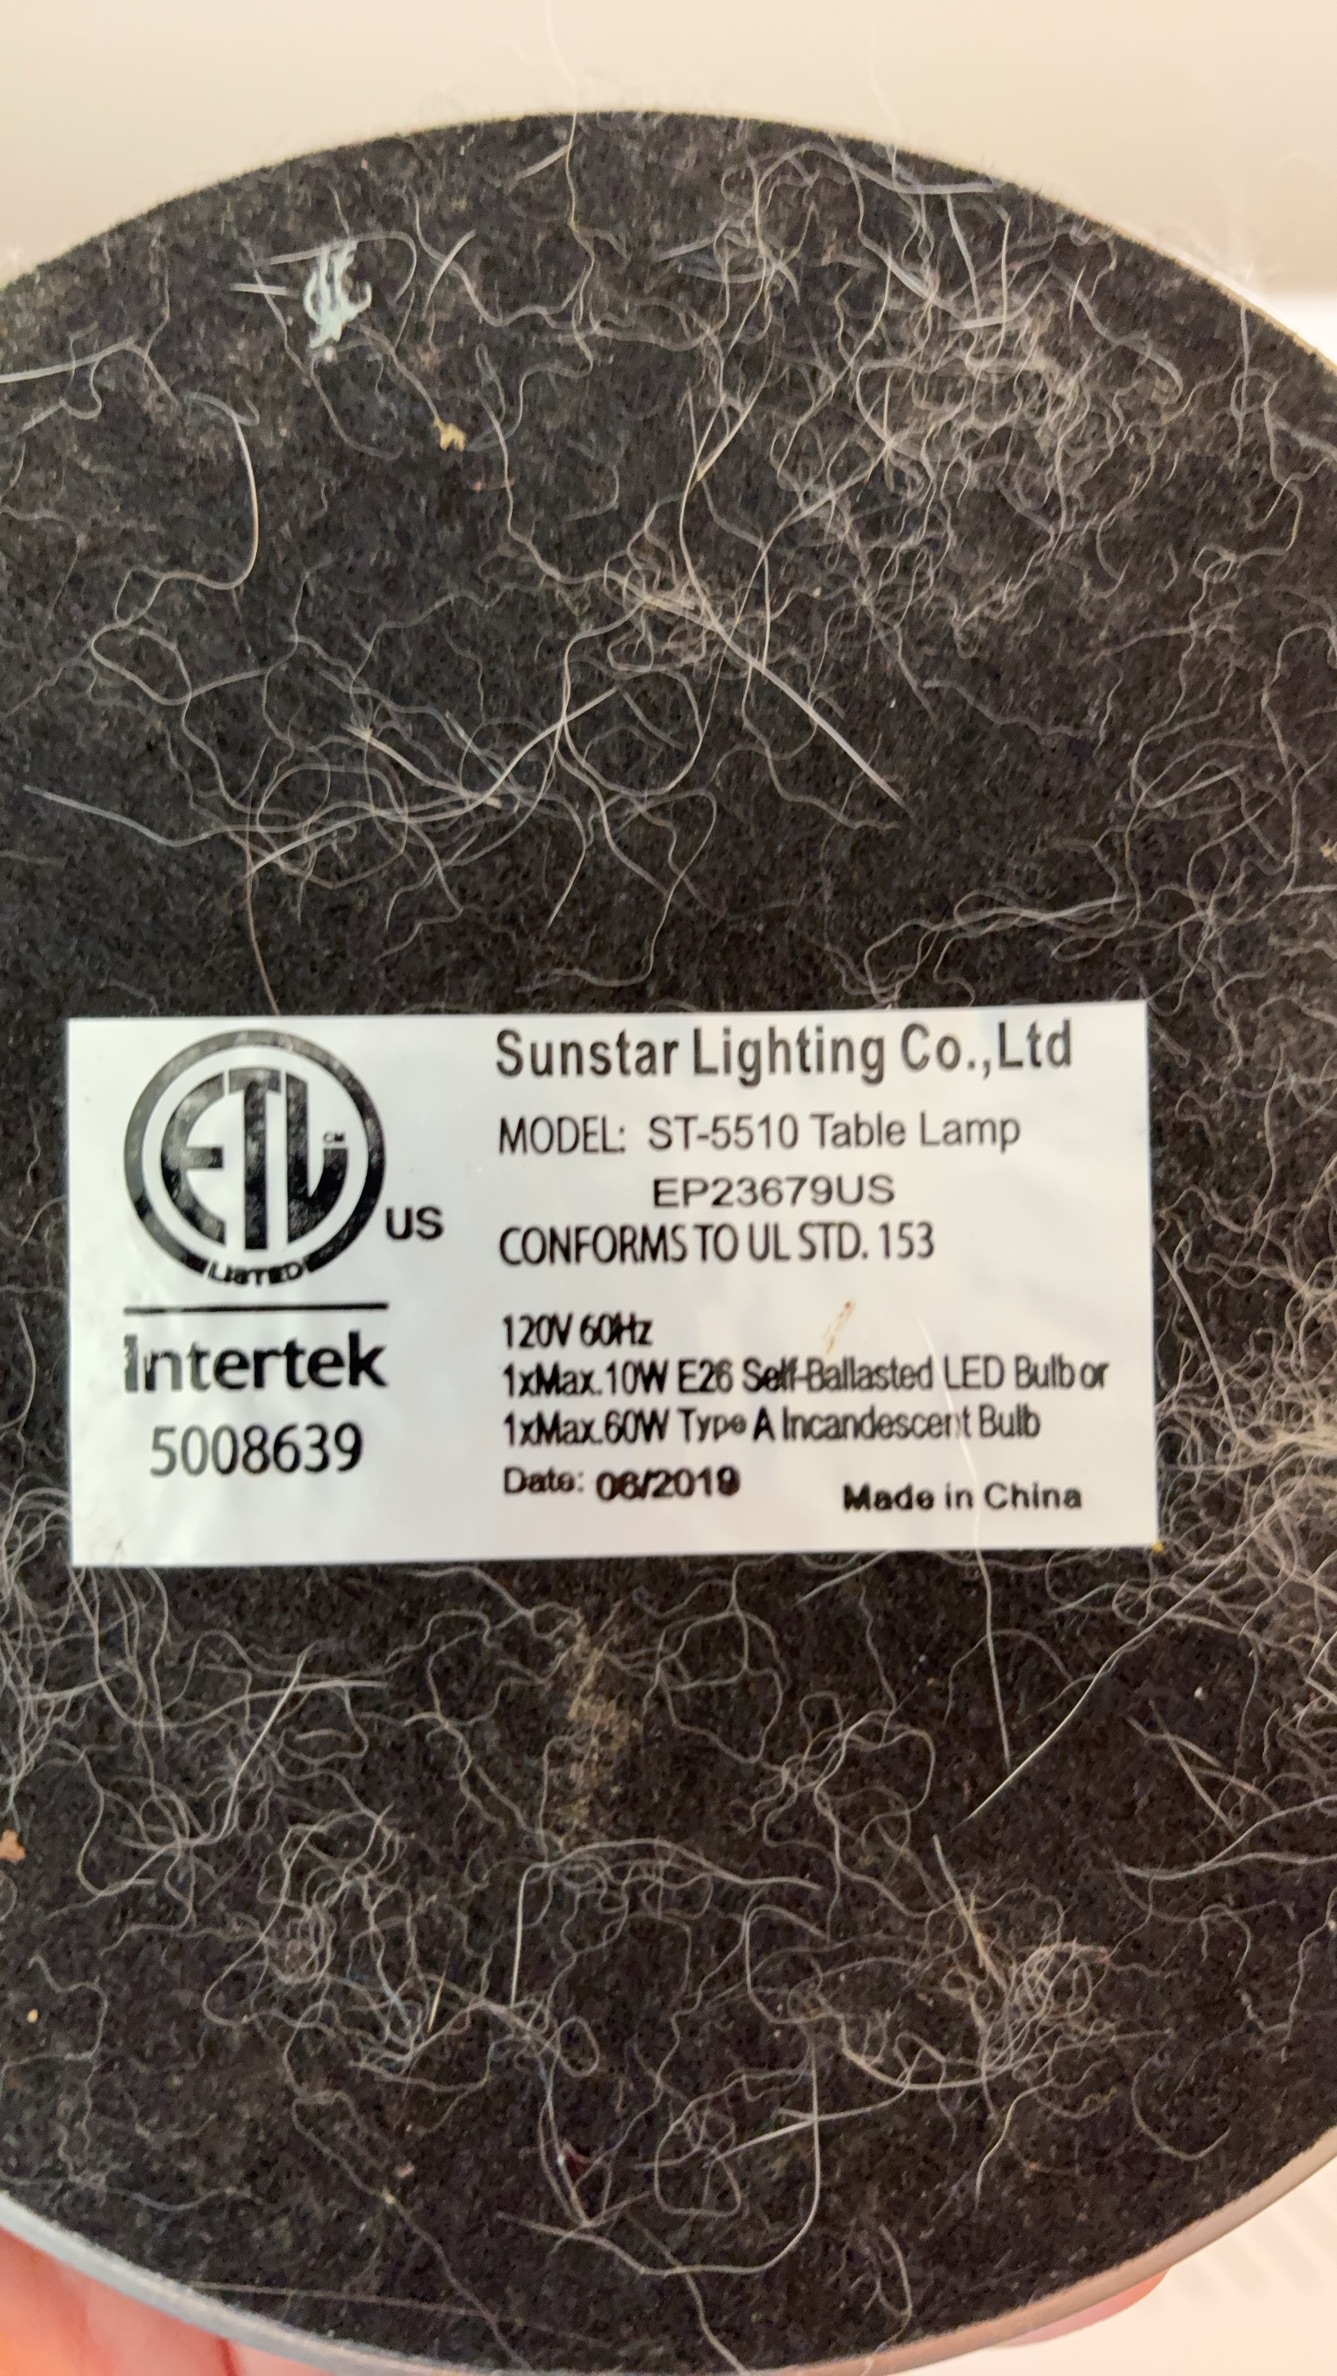 ETL CM
LISTED
US
Intertek
5008639
Sunstar Lighting Co.,Ltd
MODEL: ST-5510 Table Lamp
EP23679US
CONFORMS TO UL STD. 153
120V 60Hz
1xMax.10W E26 Self-Ballasted LED Bulb or
1xMax.60W Type A Incandescent Bulb
Date: 06/2019
Made in China